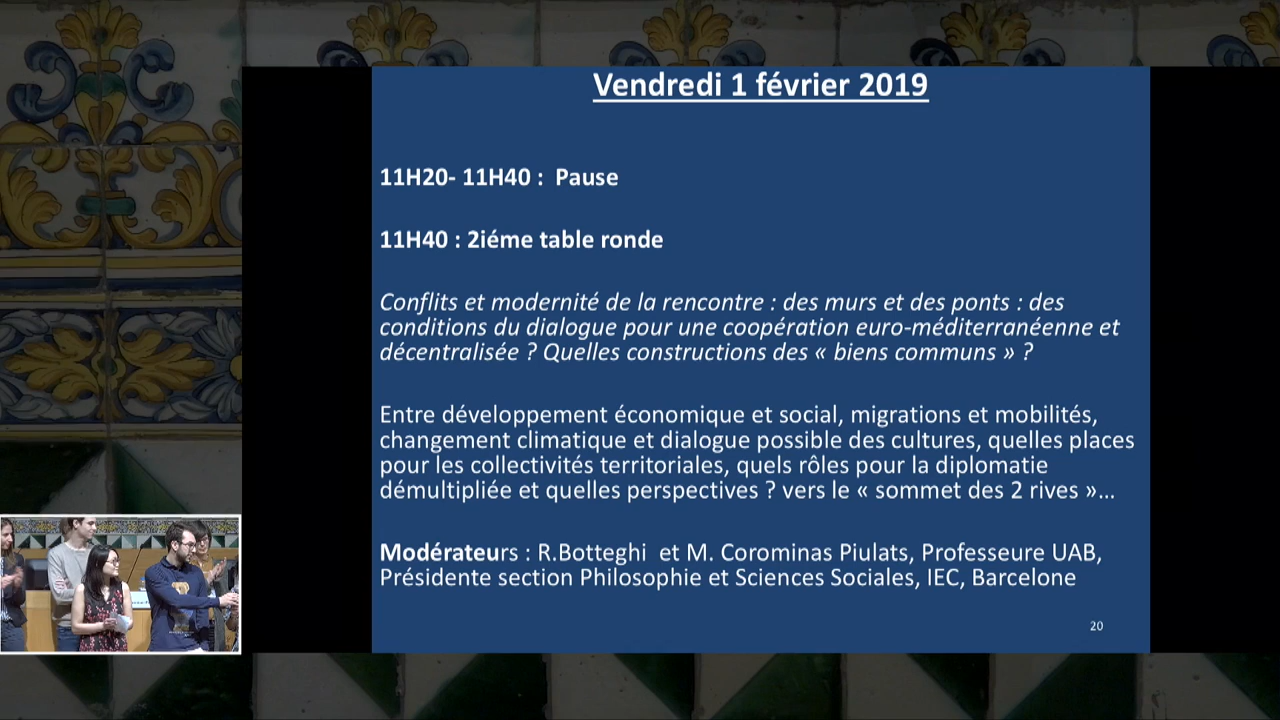 Vendredi 1 février 2019
11H20- 11H40 :  Pause
11H40 : 2iéme table ronde
Conflits et modernité de la rencontre : des murs et des ponts : des
conditions du dialogue pour une coopération euro-méditerranéenne et
décentralisée ? Quelles constructions des « biens communs » ?
Entre développement économique et social, migrations et mobilités,
changement climatique et dialogue possible des cultures, quelles places
pour les collectivités territoriales, quels rôles pour la diplomatie
démultipliée et quelles perspectives ? vers le « sommet des 2 rives »...
Modérateurs : R.Botteghi  et M. Corominas Piulats, Professeure UAB,
Présidente section Philosophie et Sciences Sociales, IEC, Barcelone
20